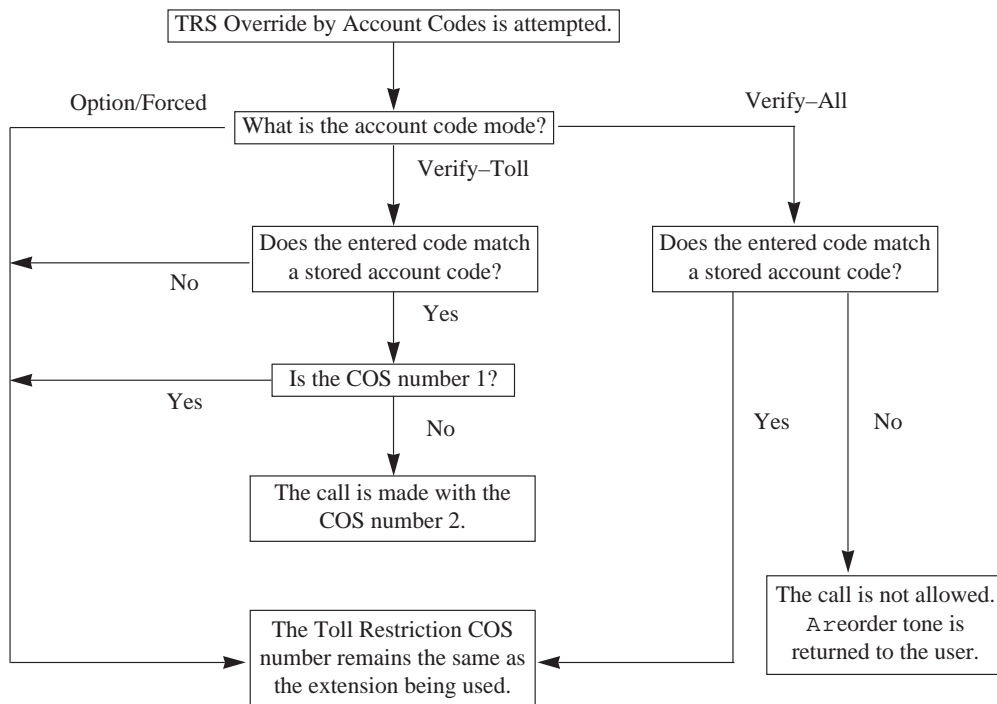 TRS Override by Account Codes is attempted.
Option/Forced
Verify–All
What is the account code mode?
Verify–Toll
Does the entered code match
a stored account code?
Does the entered code match
a stored account code?
No
Yes
Is the COS number 1?
Yes
No
Yes
No
The call is made with the
COS number 2.
The call is not allowed.
Areorder tone is
returned to the user.
The Toll Restriction COS
number remains the same as
the extension being used.